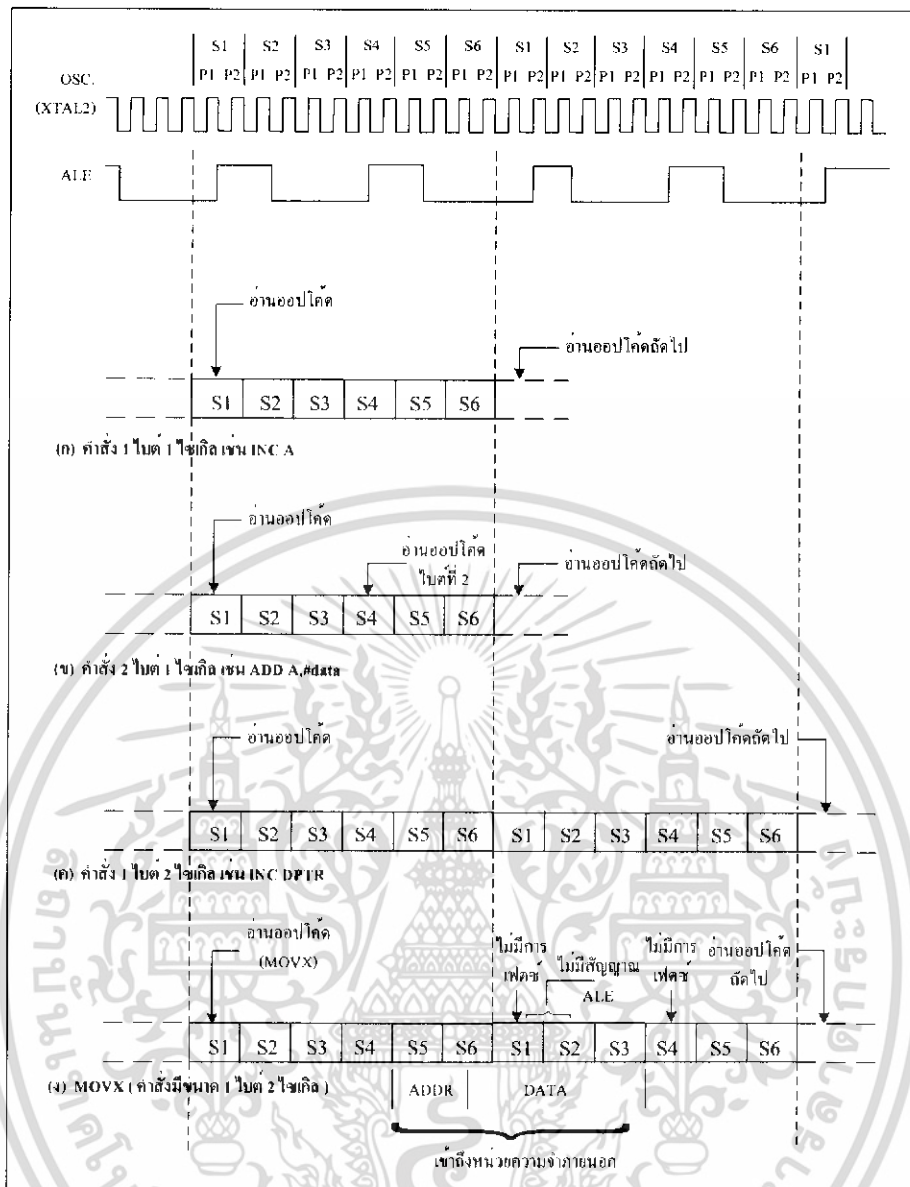 S1 S2 S3 S4 S5 S6 S1 S2 S3 S4 S5 S6 S1
OSC. P1 P2 P1 P2 P1 P2 P1 P2 P1 P2 P1 P2 P1 P2 P1 P2 P1 P2 P1 P2 P1 P2 P1 P2 P1 P2
(XTAL2)
ALE
อ่านออปโค้ด
อ่านออปโค้ดถัดไป
S1 S2 S3 S4 S5 S6
(ก) คำสั่ง 1 ไบต์ 1 ไซเกิล เช่น INC A
อ่านออปโค้ด
อ่านออปโค้ด
ไบต์ที่ 2
อ่านออปโค้ดถัดไป
S1 S2 S3 S4 S5 S6
(ข) คำสั่ง 2 ไบต์ 1 ไซเกิล เช่น ADD A,#data
อ่านออปโค้ด
อ่านออปโค้ดถัดไป
S1 S2 S3 S4 S5 S6 S1 S2 S3 S4 S5 S6
(ค) คำสั่ง 1 ไบต์ 2 ไซเกิล เช่น INC DPTR
อ่านออปโค้ด
(MOVX)
ไม่มีการ
เฟตช์
ไม่มีสัญญาณ
ALE
ไม่มีการ
เฟตช์
อ่านออปโค้ด
ถัดไป
S1 S2 S3 S4 S5 S6 S1 S2 S3 S4 S5 S6
(ง) MOVX ( คำสั่งมีขนาด 1 ไบต์ 2 ไซเกิล )
ADDR DATA
เข้าถึงหน่วยความจำภายนอก